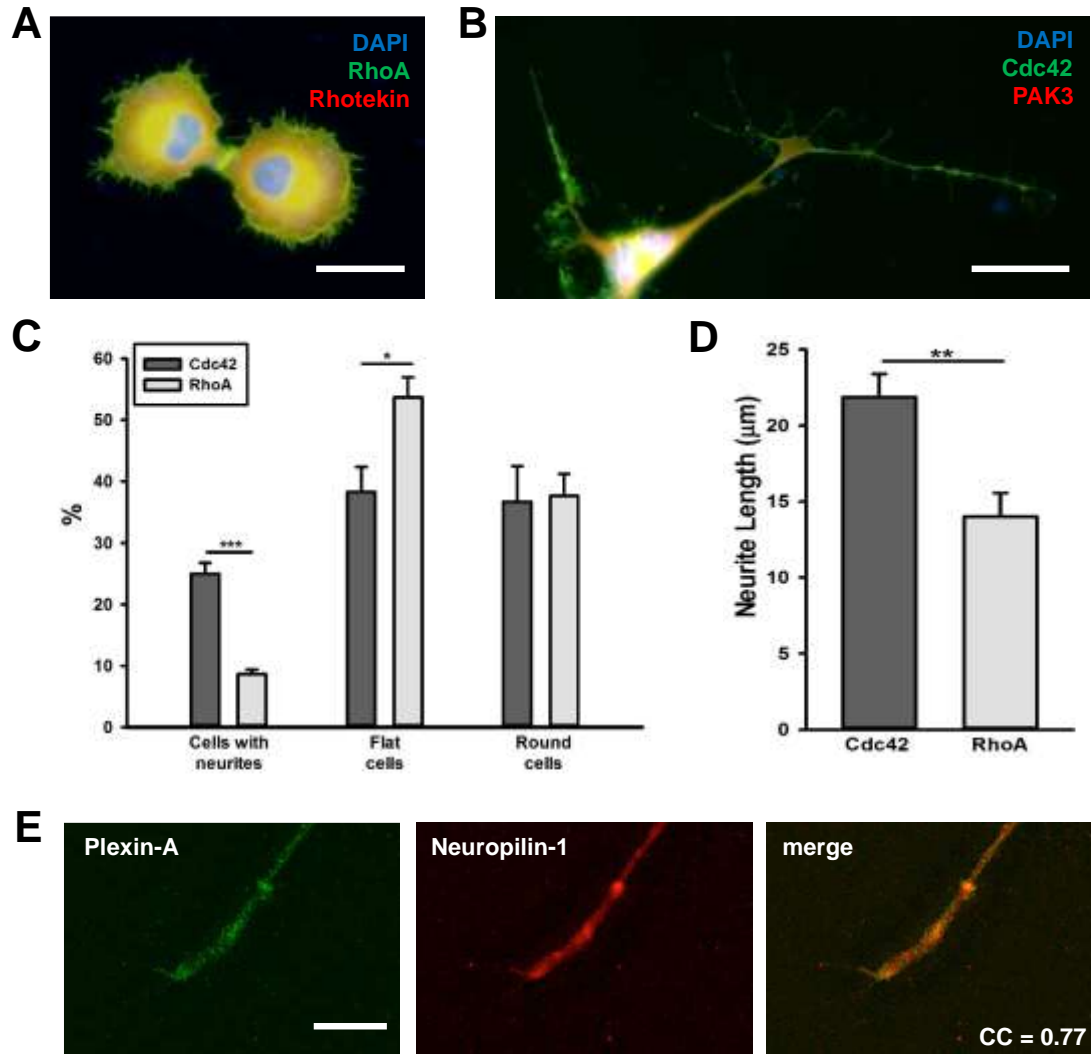 A
DAPI
RhoA
Rhotekin
B
DAPI
Cdc42
PAK3
C
Cdc42
RhoA
%
60
50
40
30
20
10
0
***
*
Cells with
neurites
Flat
cells
Round
cells
D
Neurite Length (μm)
25
20
15
10
5
0
**
Cdc42
RhoA
E
Plexin-A
Neuropilin-1
merge
CC = 0.77